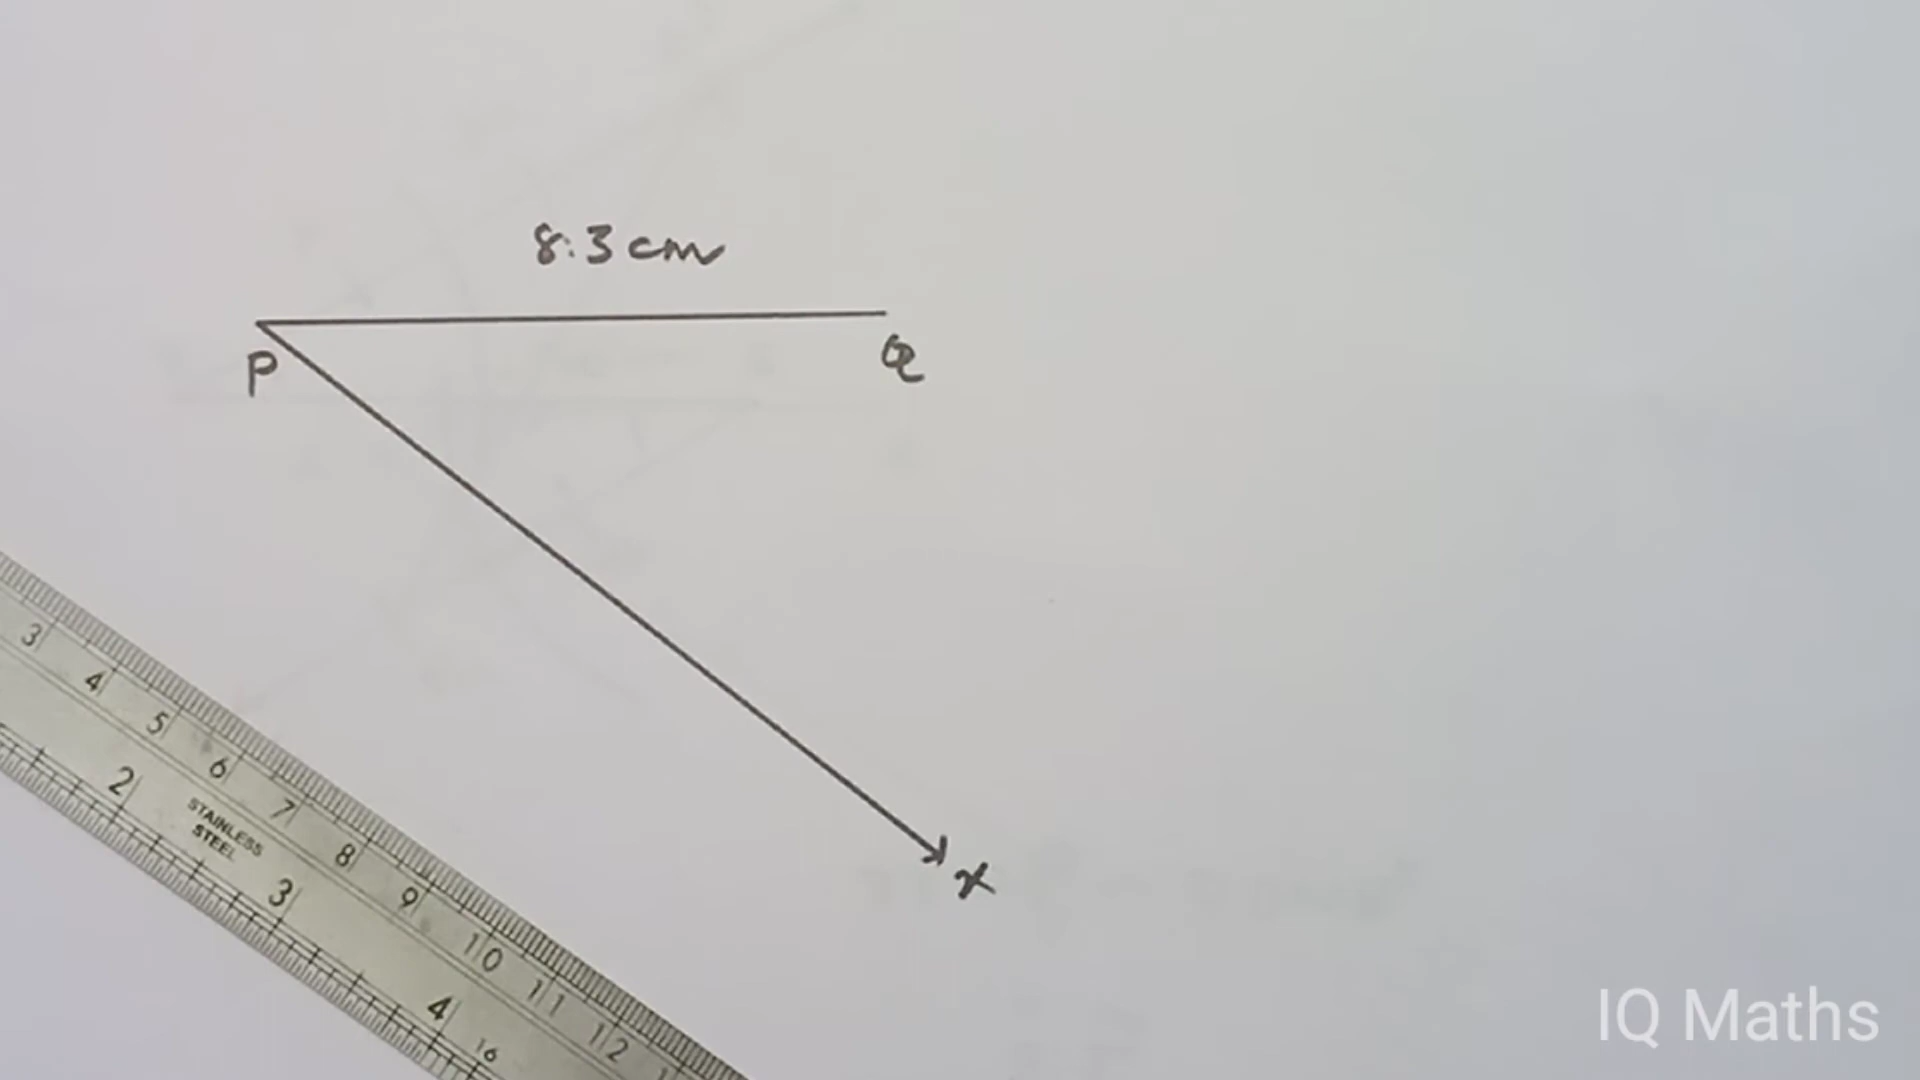 8.3 cm
P
Q
X
3 4 5 6 7 8 9 10 11 12
2 3 4
STAINLESS
STEEL
16
IQ Maths